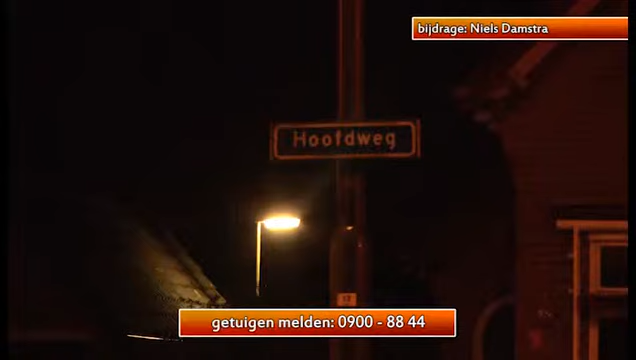 bijdrage: Niels Damstra
Hoofdweg
getuigen melden: 0900 - 88 44